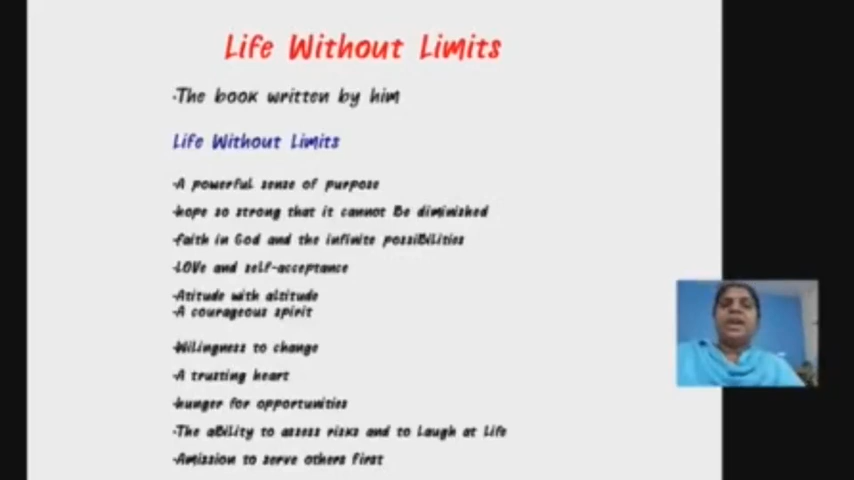 Life Without Limits
·The book written by him
Life Without Limits
·A powerful sense of purpose
·hope so strong that it cannot Be diminished
·faith in God and the infinite possiBilities
·LOVe and self-acceptance
·Atitude with altitude
·A courageous spirit
·Wilingness to change
·A trusting heart
·hunger for opportunities
·The aBility to assess risks and to laugh at life
·Amission to serve others first